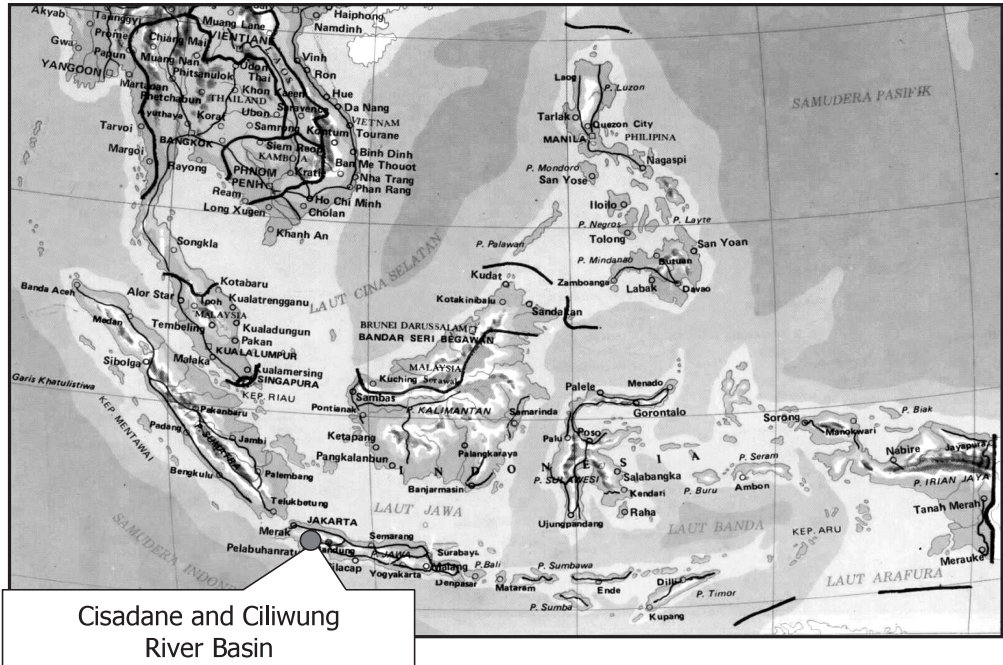 Akyab
Taunggyi
Haiphong
Muang Lane
Namdinh
Prome
Chiang Mai
VIENTIANE
Gwa
Papun
Muang Nan
Vinh
LAOS
YANGOON
Phitsanulok
Udon
Thai
Ron
Martaban
Khon
Kaeen
Hue
Phetchabun
THAILAND
Saravene
Da Nang
Ayuthaya
Korat
Ubon
VIETNAM
Tarvoi
Samrong
Kontum
Tourane
BANGKOK
Siem Reop
Binh Dinh
Margoi
KAMBOJA
Ban Me Thouot
Rayong
PHNOM
PENH
Kratie
Nha Trang
Ream
Phan Rang
Ho Chi Minh
Long Xugen
Cholan
Khanh An
Laog
P. Luzon
SAMUDERA PASIFIK
Tarlak
Quezon City
MANILA
PHILIPINA
Nagaspi
P. Mondoro
San Yose
Iloilo
P. Negros
P. Layte
Tolong
San Yoan
P. Palawan
P. Mindanao
Butuan
Zamboanga
Labak
Davao
Songkla
LAUT CINA SELATAN
Kudat
Kotabaru
Banda Aceh
Alor Star
Ipoh
Kualatrengganu
Kotakinibalu
Sandakan
MALAYSIA
Medan
Tembeling
Kualadungun
BRUNEI DARUSSALAM
BANDAR SERI BEGAWAN
Pakan
Sibolga
Malaka
KUALALUMPUR
Kualamersing
MALAYSIA
Garis Khatulistiwa
SINGAPURA
Kuching
Serawak
KEP. RIAU
Sambas
Palele
Menado
Pakanbaru
Pontianak
P. KALIMANTAN
Samarinda
Gorontalo
Sorong
Manokwari
P. Biak
KEP. MENTAWAI
Padang
P. SUMATERA
Jambi
Ketapang
Palu
Poso
Jayapura
Palangkaraya
Nabire
Pangkalanbun
INDONESIA
P. Seram
Bengkulu
Palembang
Salabangka
P. IRIAN JAYA
Banjarmasin
P. SULAWESI
Kendari
P. Buru
Ambon
Telukbetung
LAUT JAWA
Raha
Tanah Merah
Ujungpandang
LAUT BANDA
KEP. ARU
Merak
JAKARTA
SAMUDERA INDONE
Semarang
Pelabuhanratu
Bandung
P. JAWA
Surabaya
Merauke
Cilacap
Yogyakarta
Malang
P. Bali
P. Sumbawa
Denpasar
Mataram
Ende
Dilli
P. Timor
LAUT ARAFURA
P. Sumba
Kupang
Cisadane and Ciliwung
River Basin